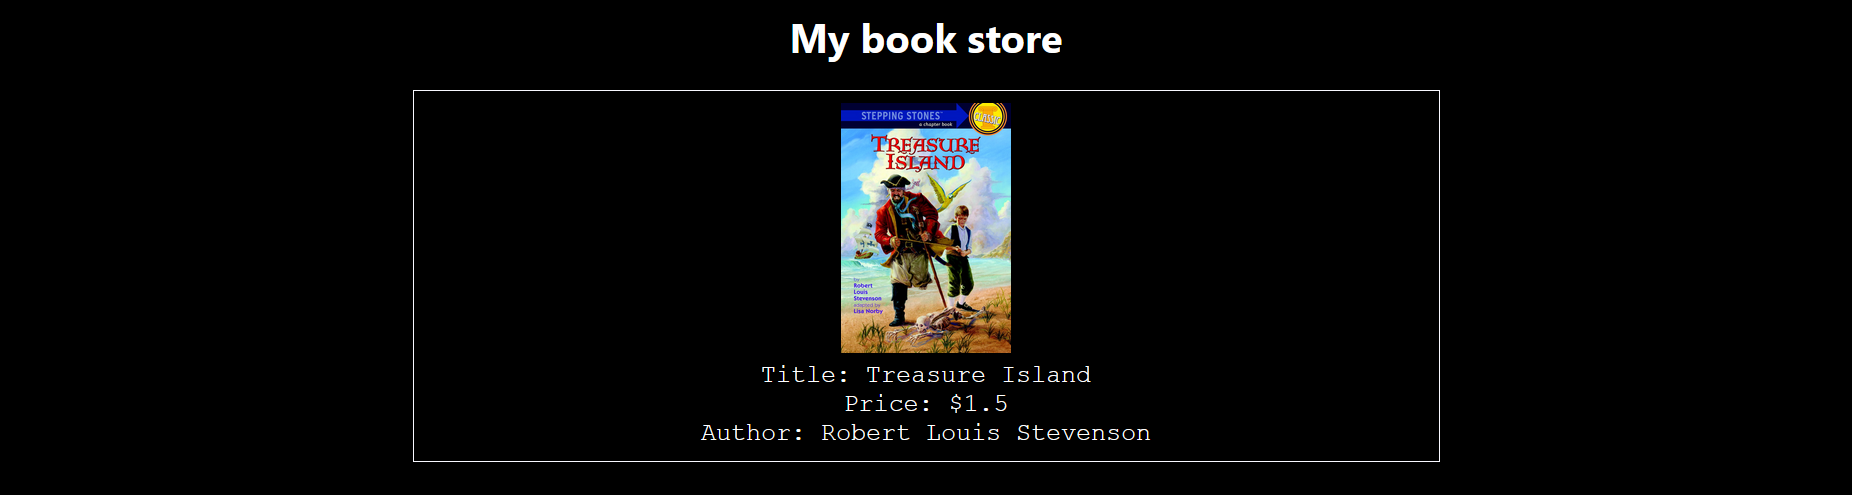 My book store
STEPPING STONES™
a chapter book
CLASSIC
TREASURE
ISLAND
by
Robert
Louis
Stevenson
adapted by
Lisa Norby
Title: Treasure Island
Price: $1.5
Author: Robert Louis Stevenson